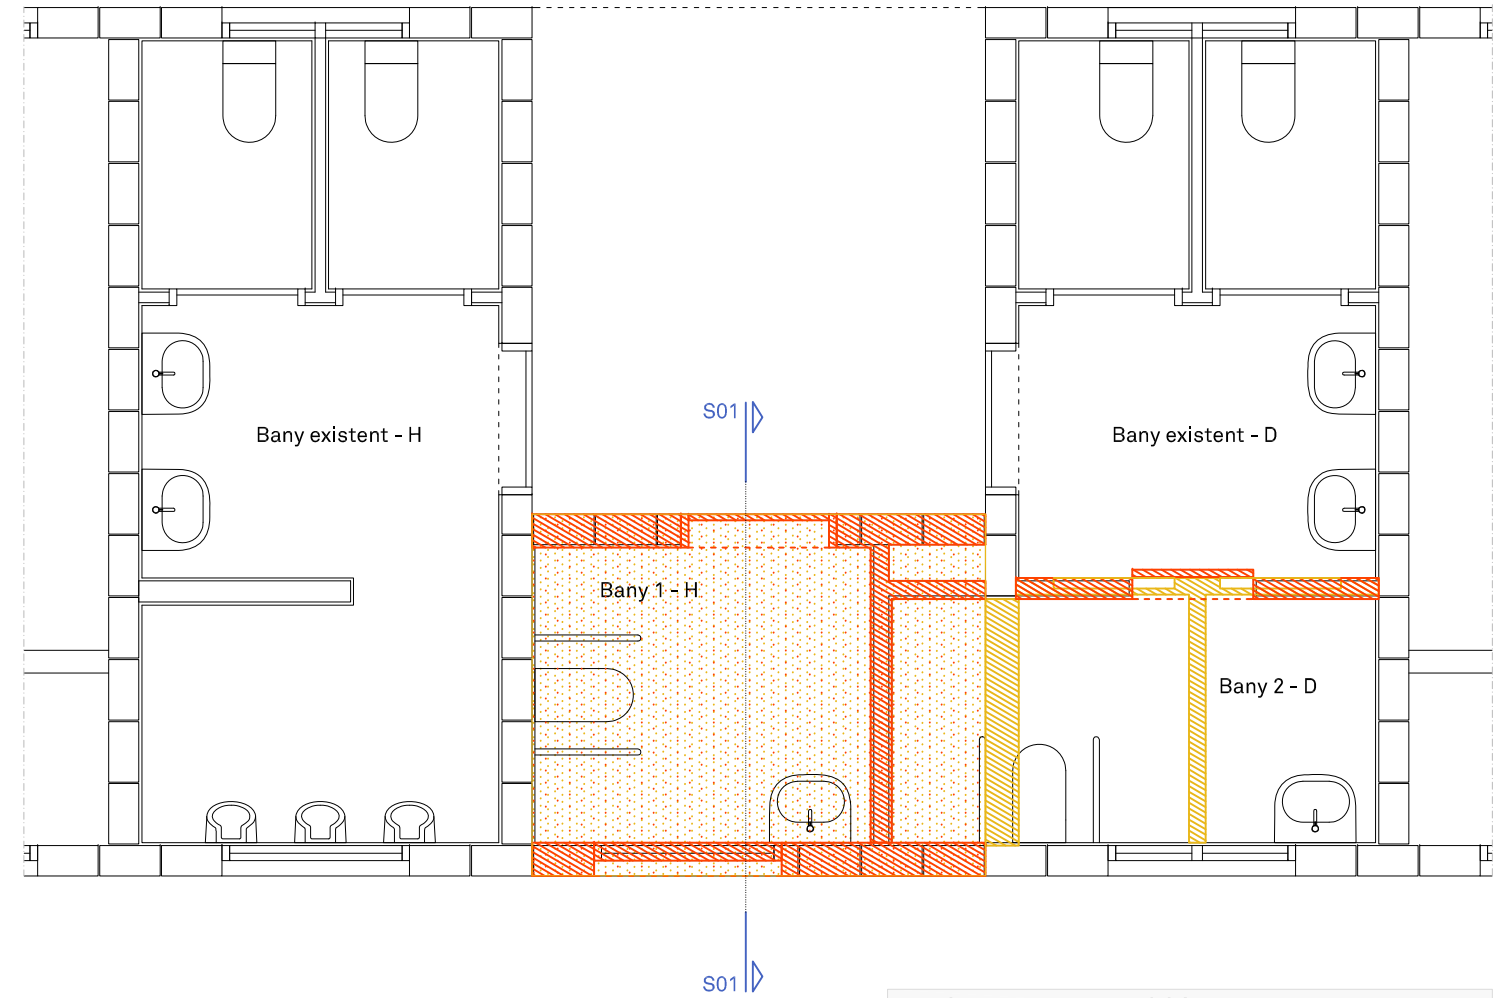 S01
Bany existent - H
Bany existent - D
Bany 1 - H
Bany 2 - D
S01